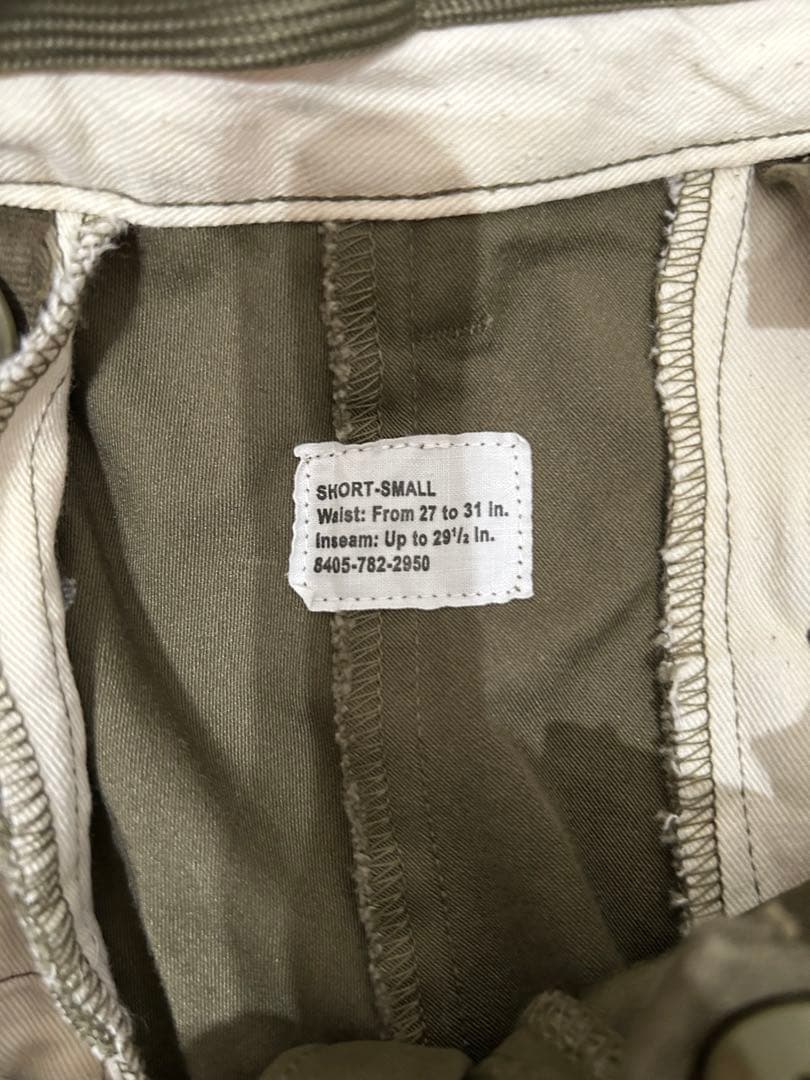 SHORT-SMALL
Waist: From 27 to 31 in.
Inseam: Up to 29¹/₂ in.
8405-782-2950